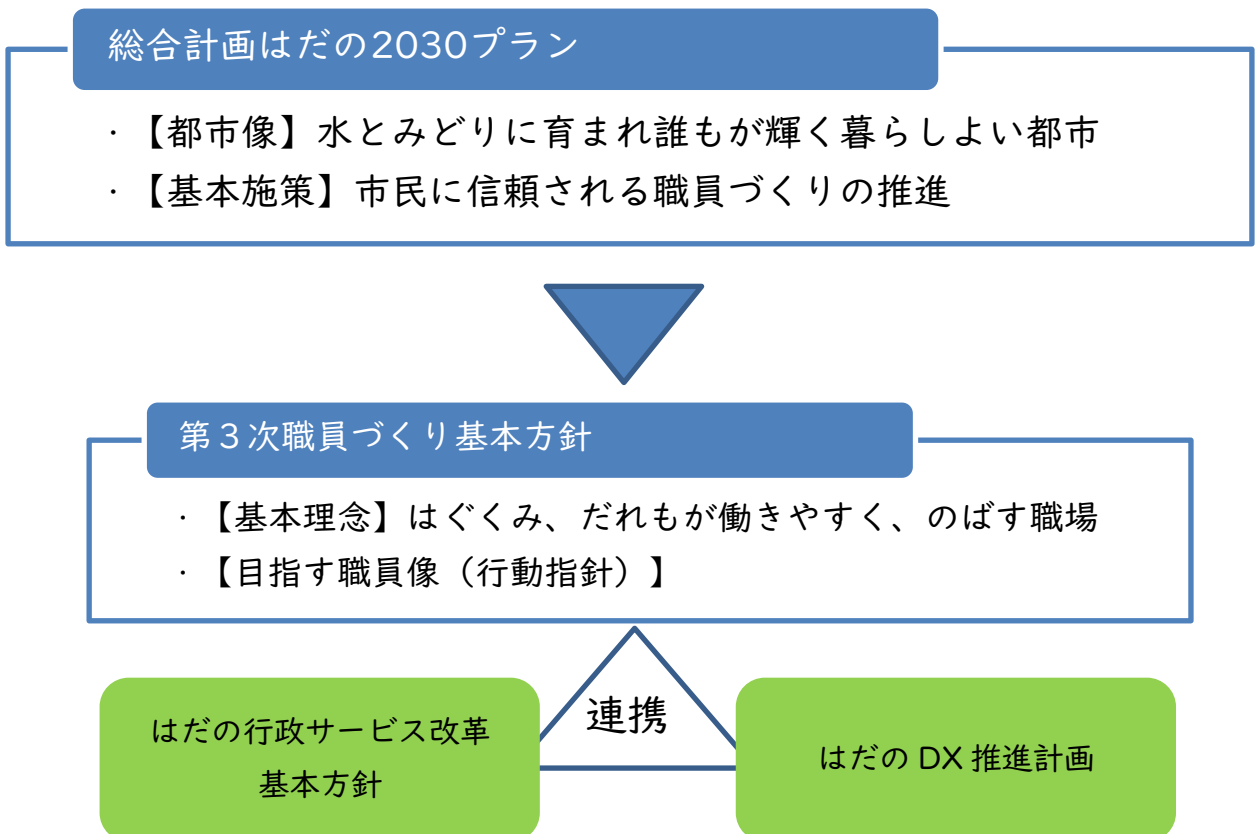 総合計画はだの2030プラン
・【都市像】水とみどりに育まれ誰もが輝く暮らしよい都市
・【基本施策】市民に信頼される職員づくりの推進
第３次職員づくり基本方針
・【基本理念】はぐくみ、だれもが働きやすく、のばす職場
・【目指す職員像（行動指針）】
連携
はだの行政サービス改革
基本方針
はだの DX 推進計画